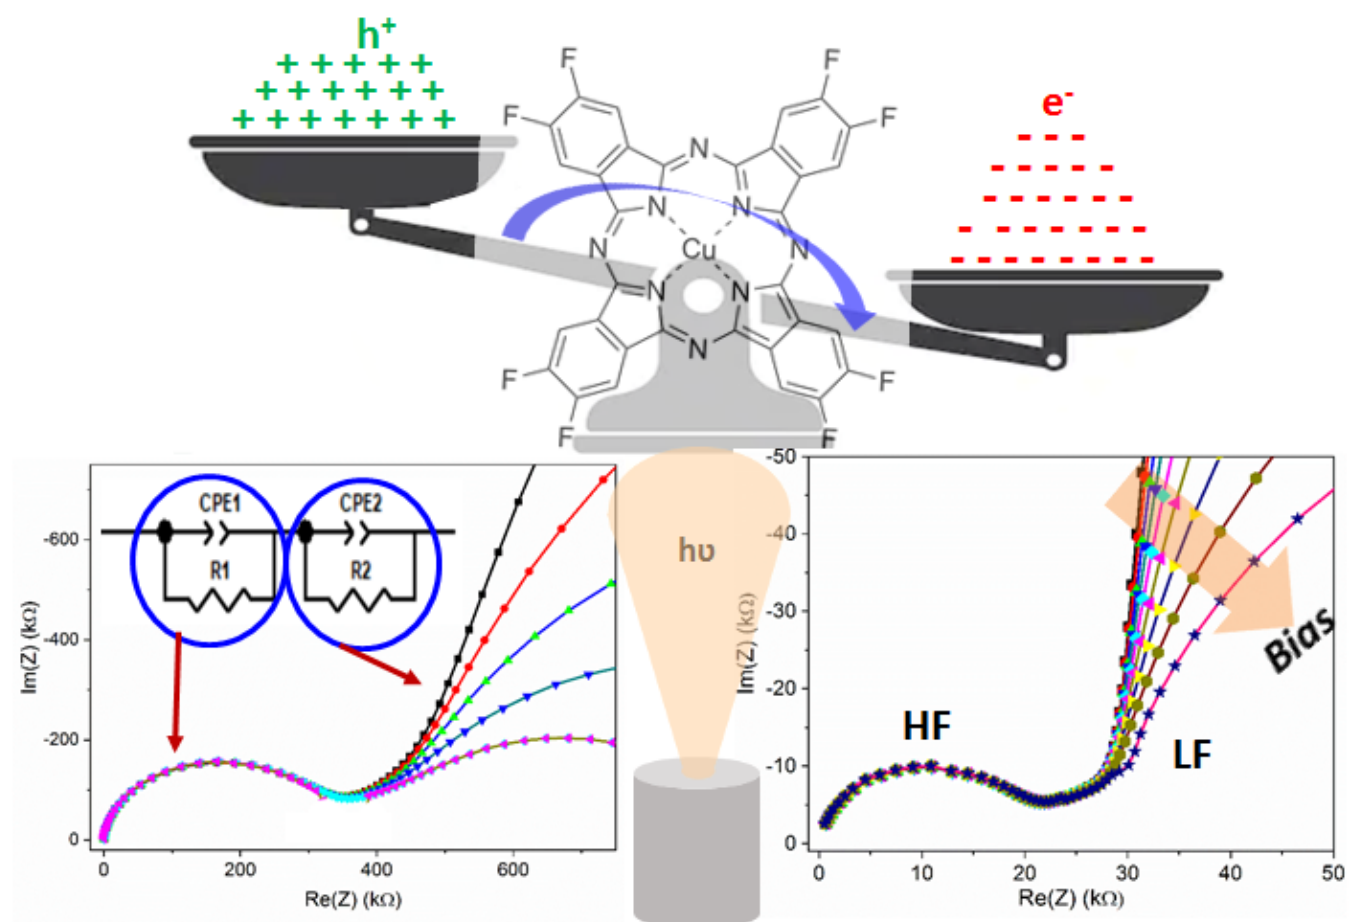 h⁺
+ + + + +
+ + + + + +
+ + + + + + +
e⁻
- - -
- - - - -
- - - - - -
- - - - - - -
- - - - - - - -
F
F
F
F
N
N
N
N
Cu
N
N
N
N
F
F
F
F
CPE1
CPE2
R1
R2
-600
-400
-200
0
Im(Z) (kΩ)
0
200
400
600
Re(Z) (kΩ)
hυ
-50
-40
-30
-20
-10
0
Im(Z) (kΩ)
HF
LF
Bias
0
10
20
30
40
50
Re(Z) (kΩ)